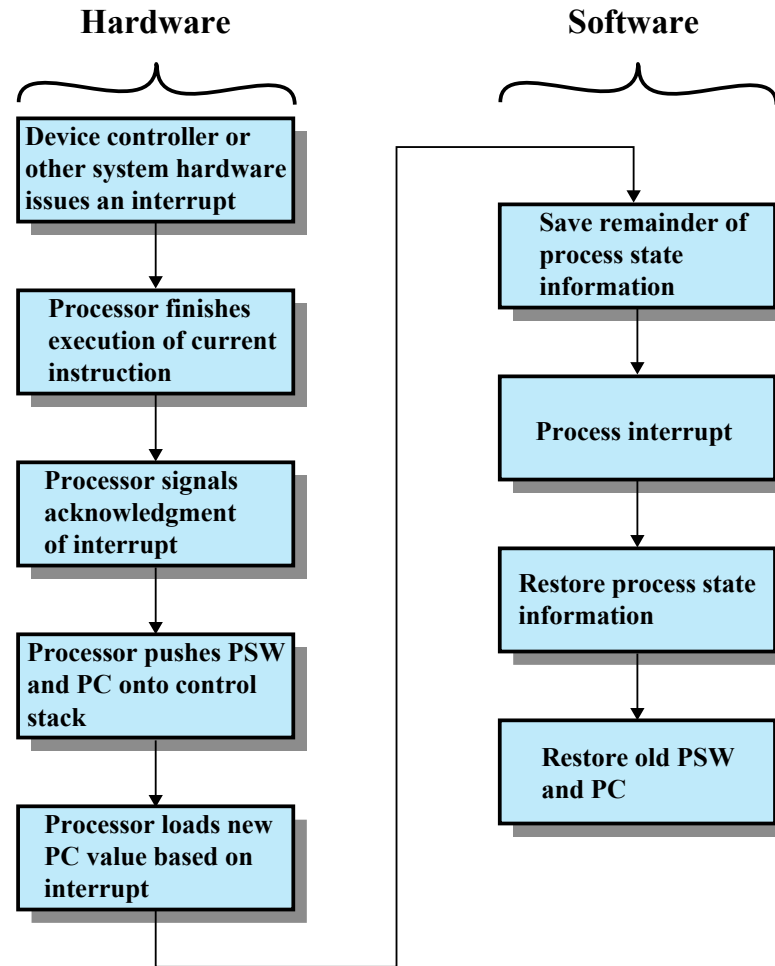 Hardware
Device controller or
other system hardware
issues an interrupt
Processor finishes
execution of current
instruction
Processor signals
acknowledgment
of interrupt
Processor pushes PSW
and PC onto control
stack
Processor loads new
PC value based on
interrupt
Software
Save remainder of
process state
information
Process interrupt
Restore process state
information
Restore old PSW
and PC